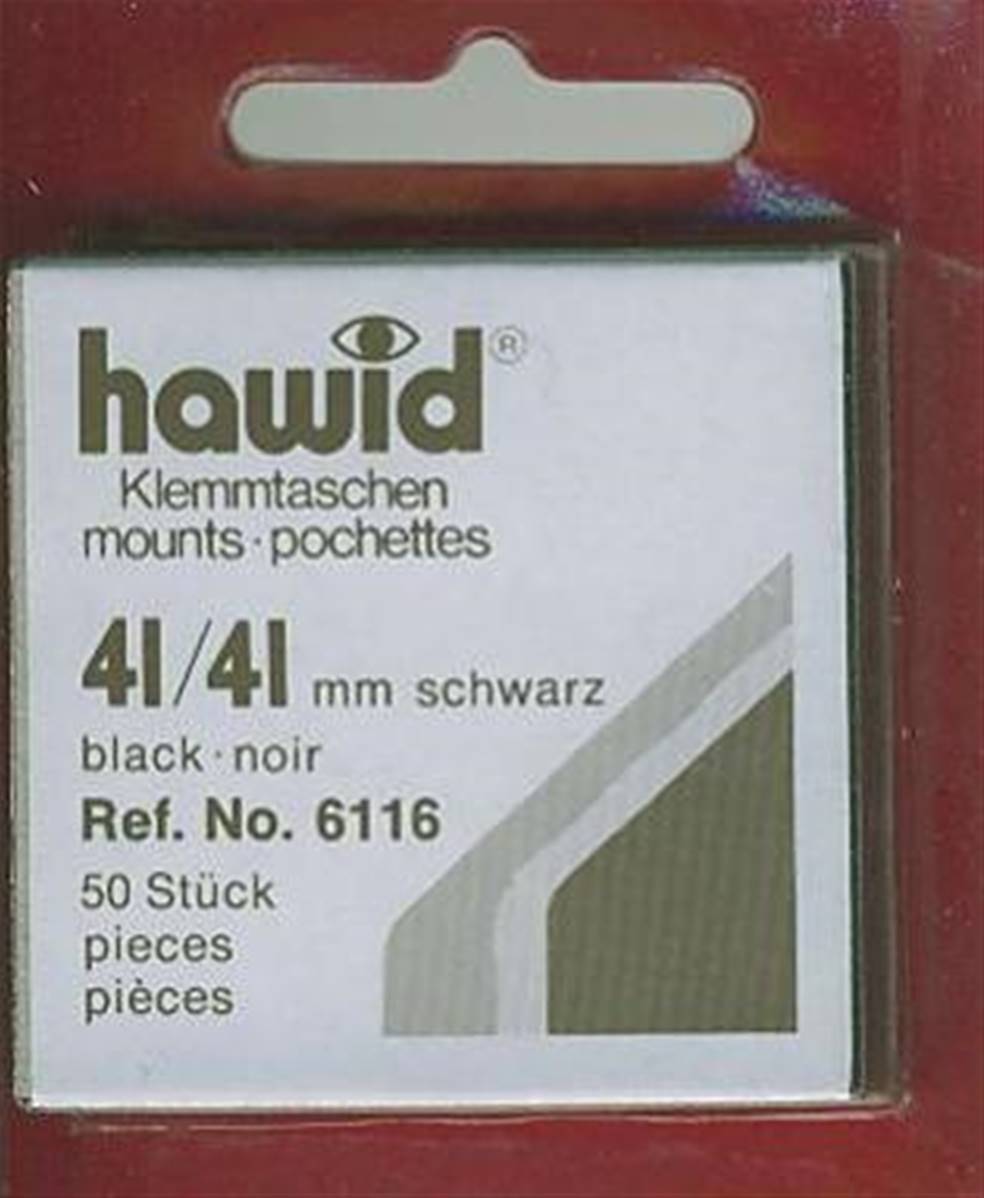 hawid®
Klemmtaschen
mounts·pochettes
41/41 mm schwarz
black·noir
Ref. No. 6116
50 Stück
pieces
pièces